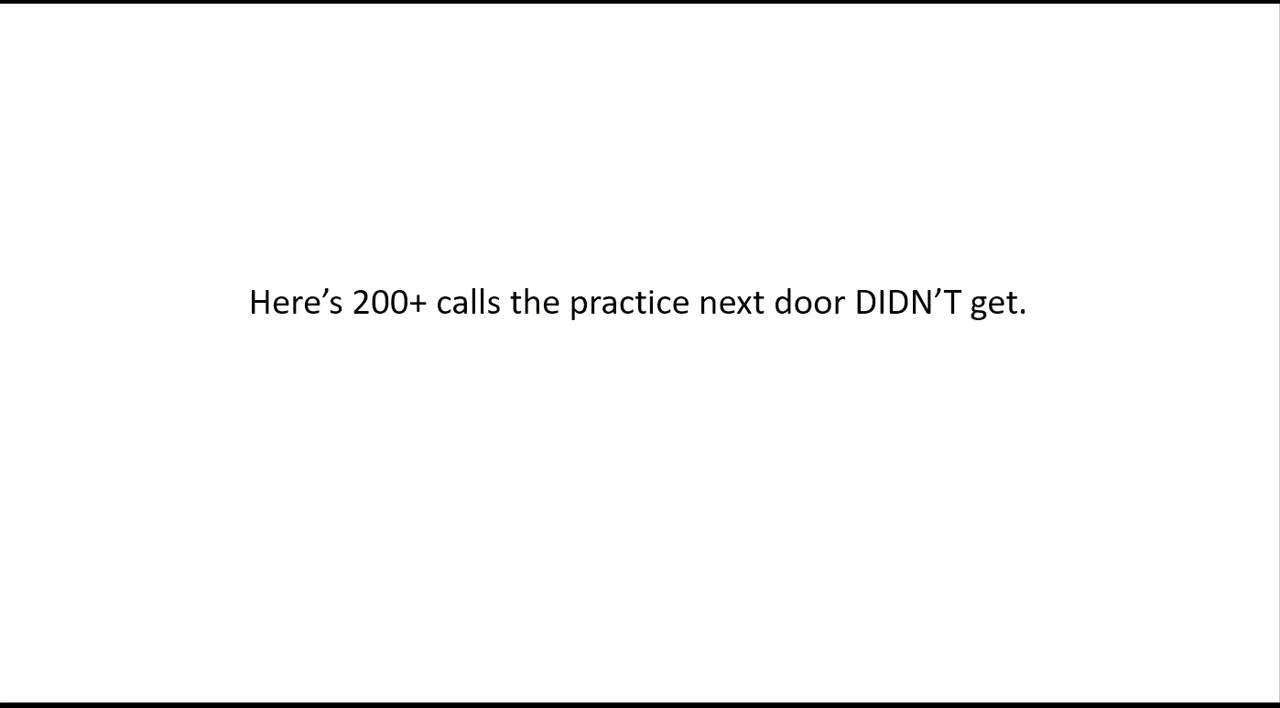 Here’s 200+ calls the practice next door DIDN’T get.